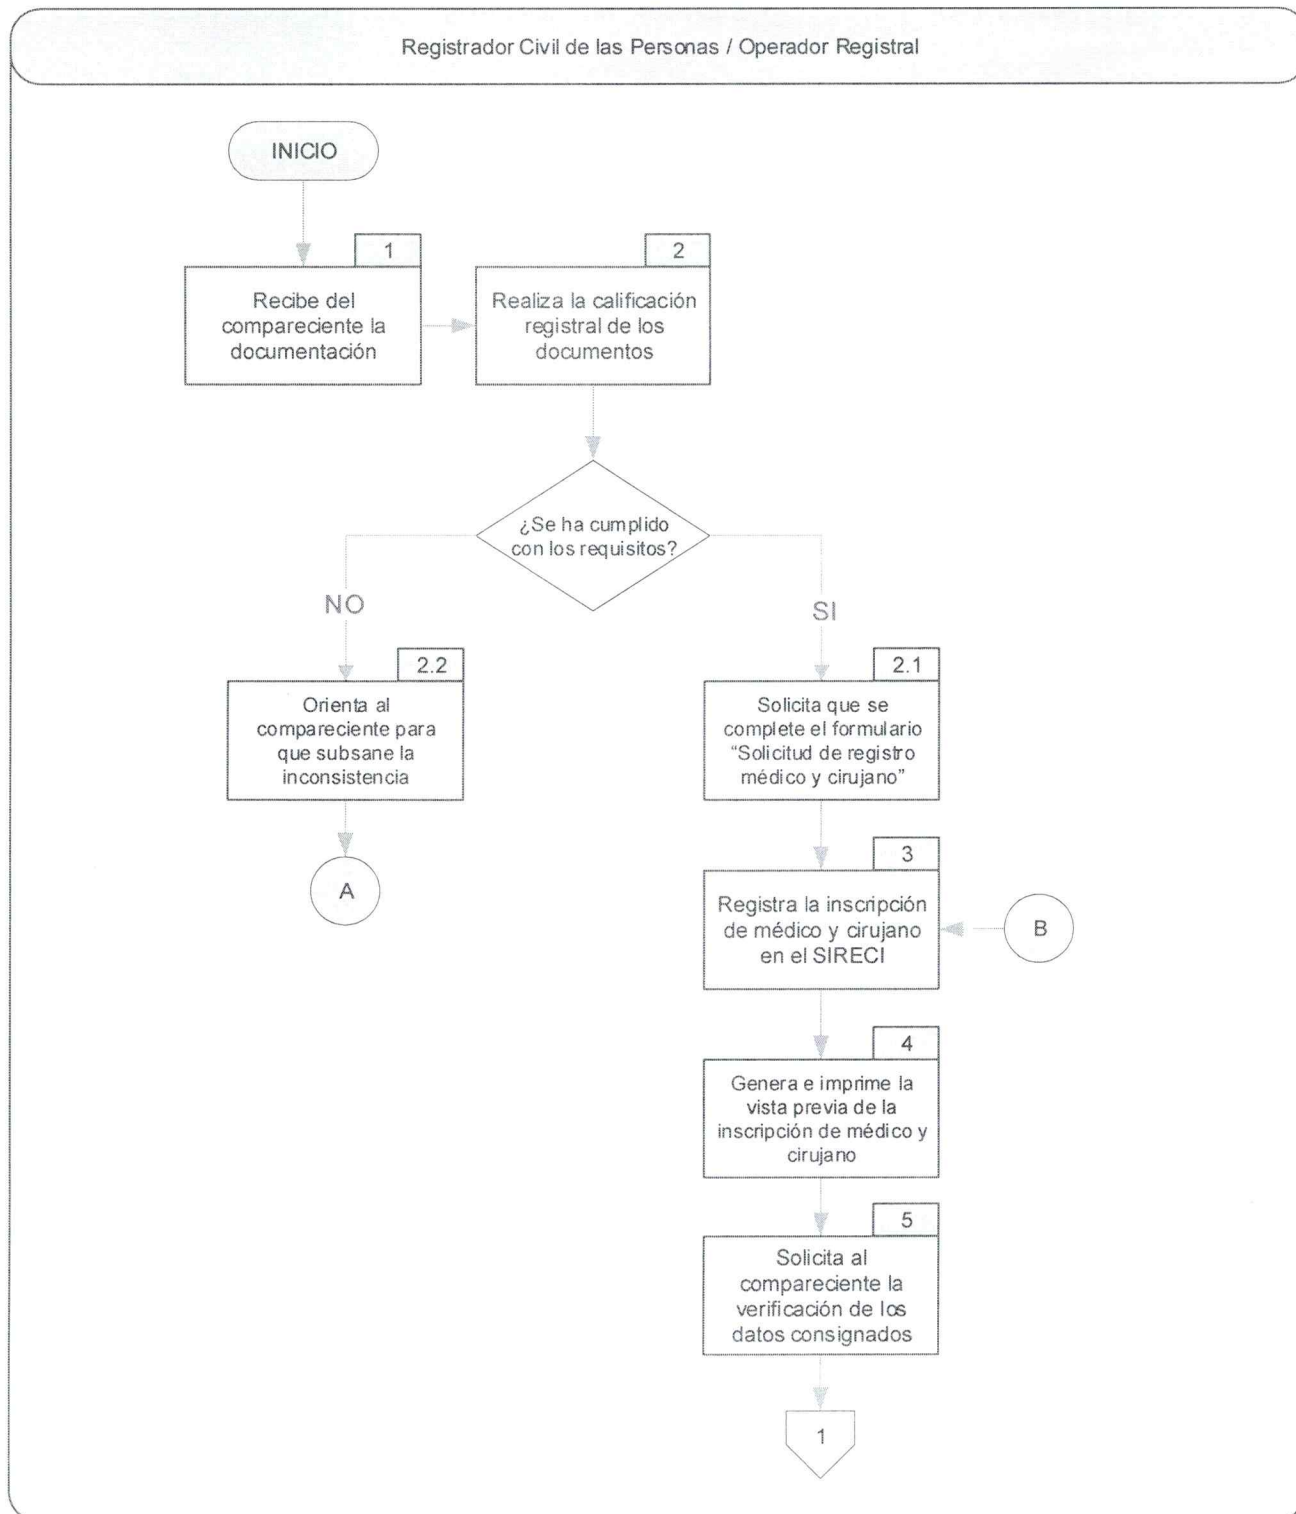 Registrador Civil de las Personas / Operador Registral
INICIO
1
Recibe del
compareciente la
documentación
2
Realiza la calificación
registral de los
documentos
¿Se ha cumplido
con los requisitos?
NO
SI
2.2
Orienta al
compareciente para
que subsane la
inconsistencia
A
2.1
Solicita que se
complete el formulario
“Solicitud de registro
médico y cirujano”
3
Registra la inscripción
de médico y cirujano
en el SIRECI
B
4
Genera e imprime la
vista previa de la
inscripción de médico y
cirujano
5
Solicita al
compareciente la
verificación de los
datos consignados
1